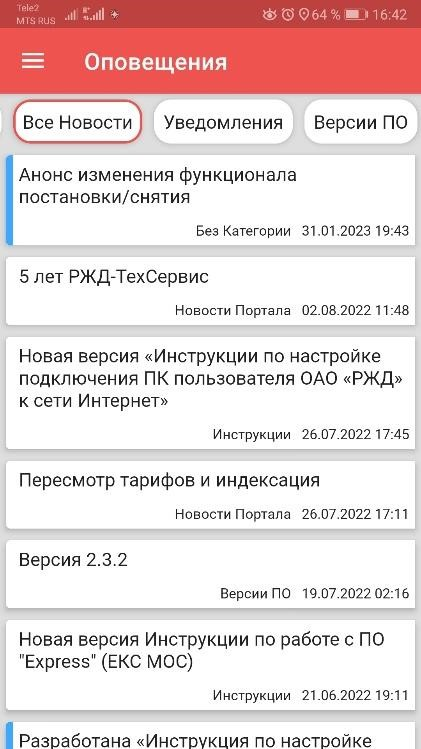 Tele2
MTS RUS
64 %
16:42
Оповещения
Все Новости
Уведомления
Версии ПО
Анонс изменения функционала
постановки/снятия
Без Категории 31.01.2023 19:43
5 лет РЖД-ТехСервис
Новости Портала 02.08.2022 11:48
Новая версия «Инструкции по настройке
подключения ПК пользователя ОАО «РЖД»
к сети Интернет»
Инструкции 26.07.2022 17:45
Пересмотр тарифов и индексация
Новости Портала 26.07.2022 17:11
Версия 2.3.2
Версии ПО 19.07.2022 02:16
Новая версия Инструкции по работе с ПО
"Express" (ЕКС МОС)
Инструкции 21.06.2022 19:11
Разработана «Инструкция по настройке